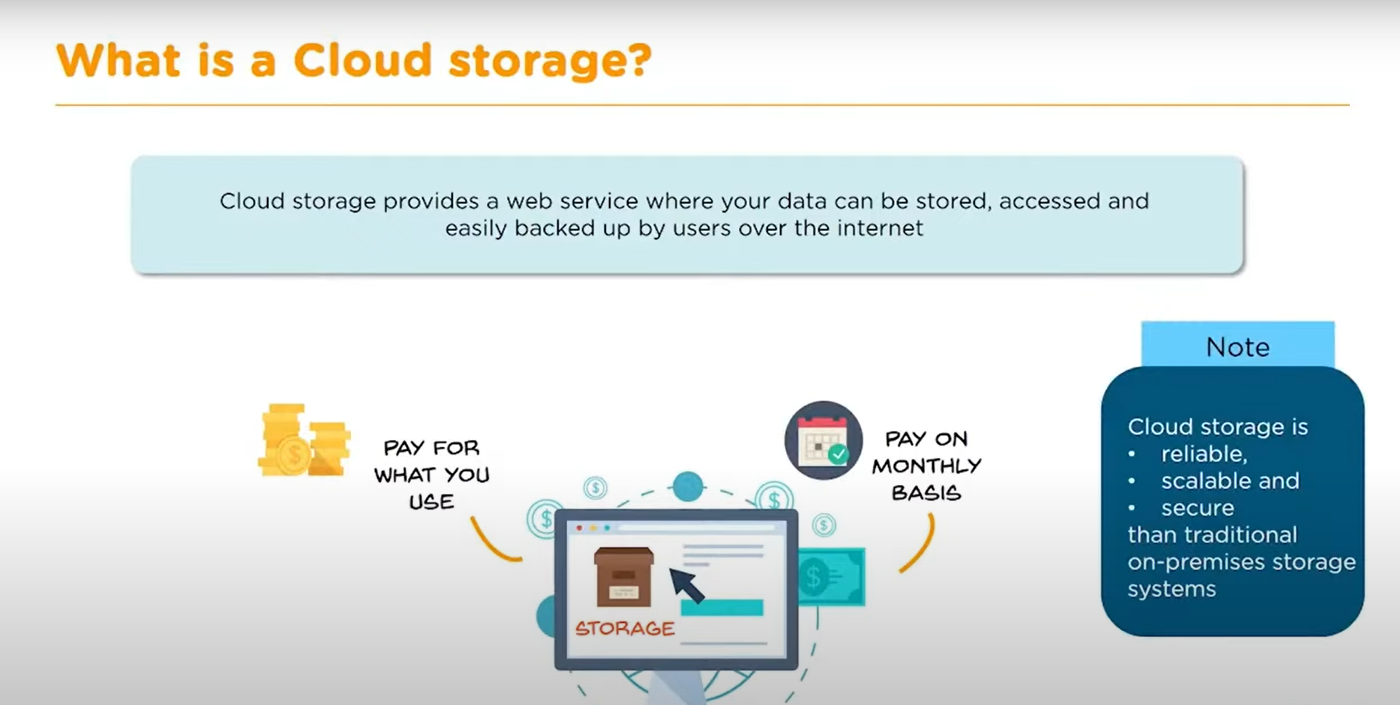 What is a Cloud storage?
Cloud storage provides a web service where your data can be stored, accessed and
easily backed up by users over the internet
PAY FOR
WHAT YOU
USE
PAY ON
MONTHLY
BASIS
STORAGE
Note
Cloud storage is
• reliable,
• scalable and
• secure
than traditional
on-premises storage
systems